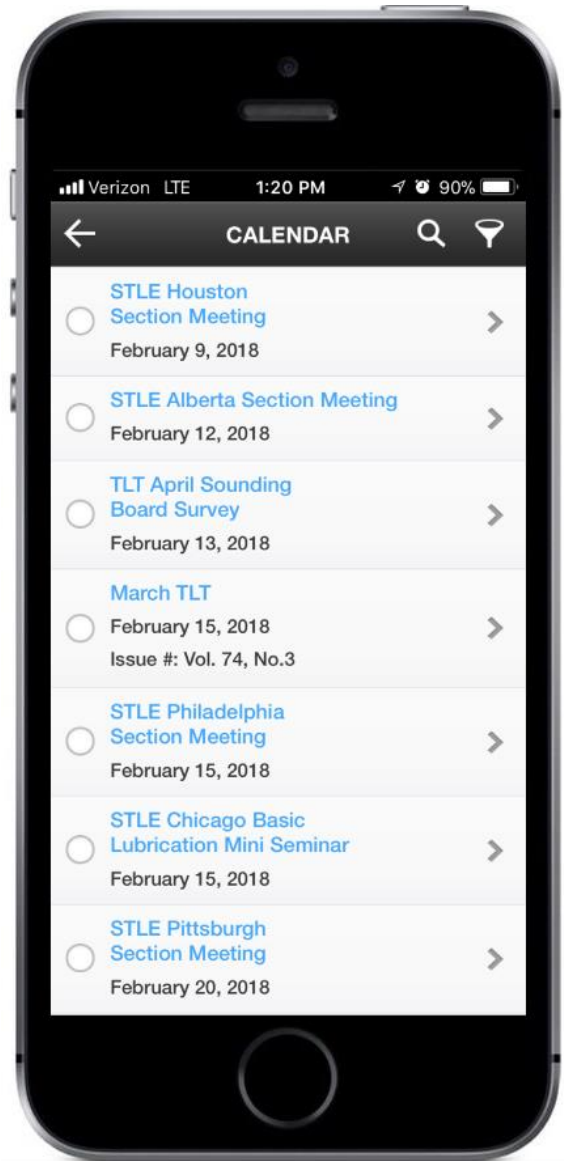 Verizon LTE 1:20 PM 90%
CALENDAR
STLE Houston
Section Meeting
February 9, 2018
STLE Alberta Section Meeting
February 12, 2018
TLT April Sounding
Board Survey
February 13, 2018
March TLT
February 15, 2018
Issue #: Vol. 74, No.3
STLE Philadelphia
Section Meeting
February 15, 2018
STLE Chicago Basic
Lubrication Mini Seminar
February 15, 2018
STLE Pittsburgh
Section Meeting
February 20, 2018